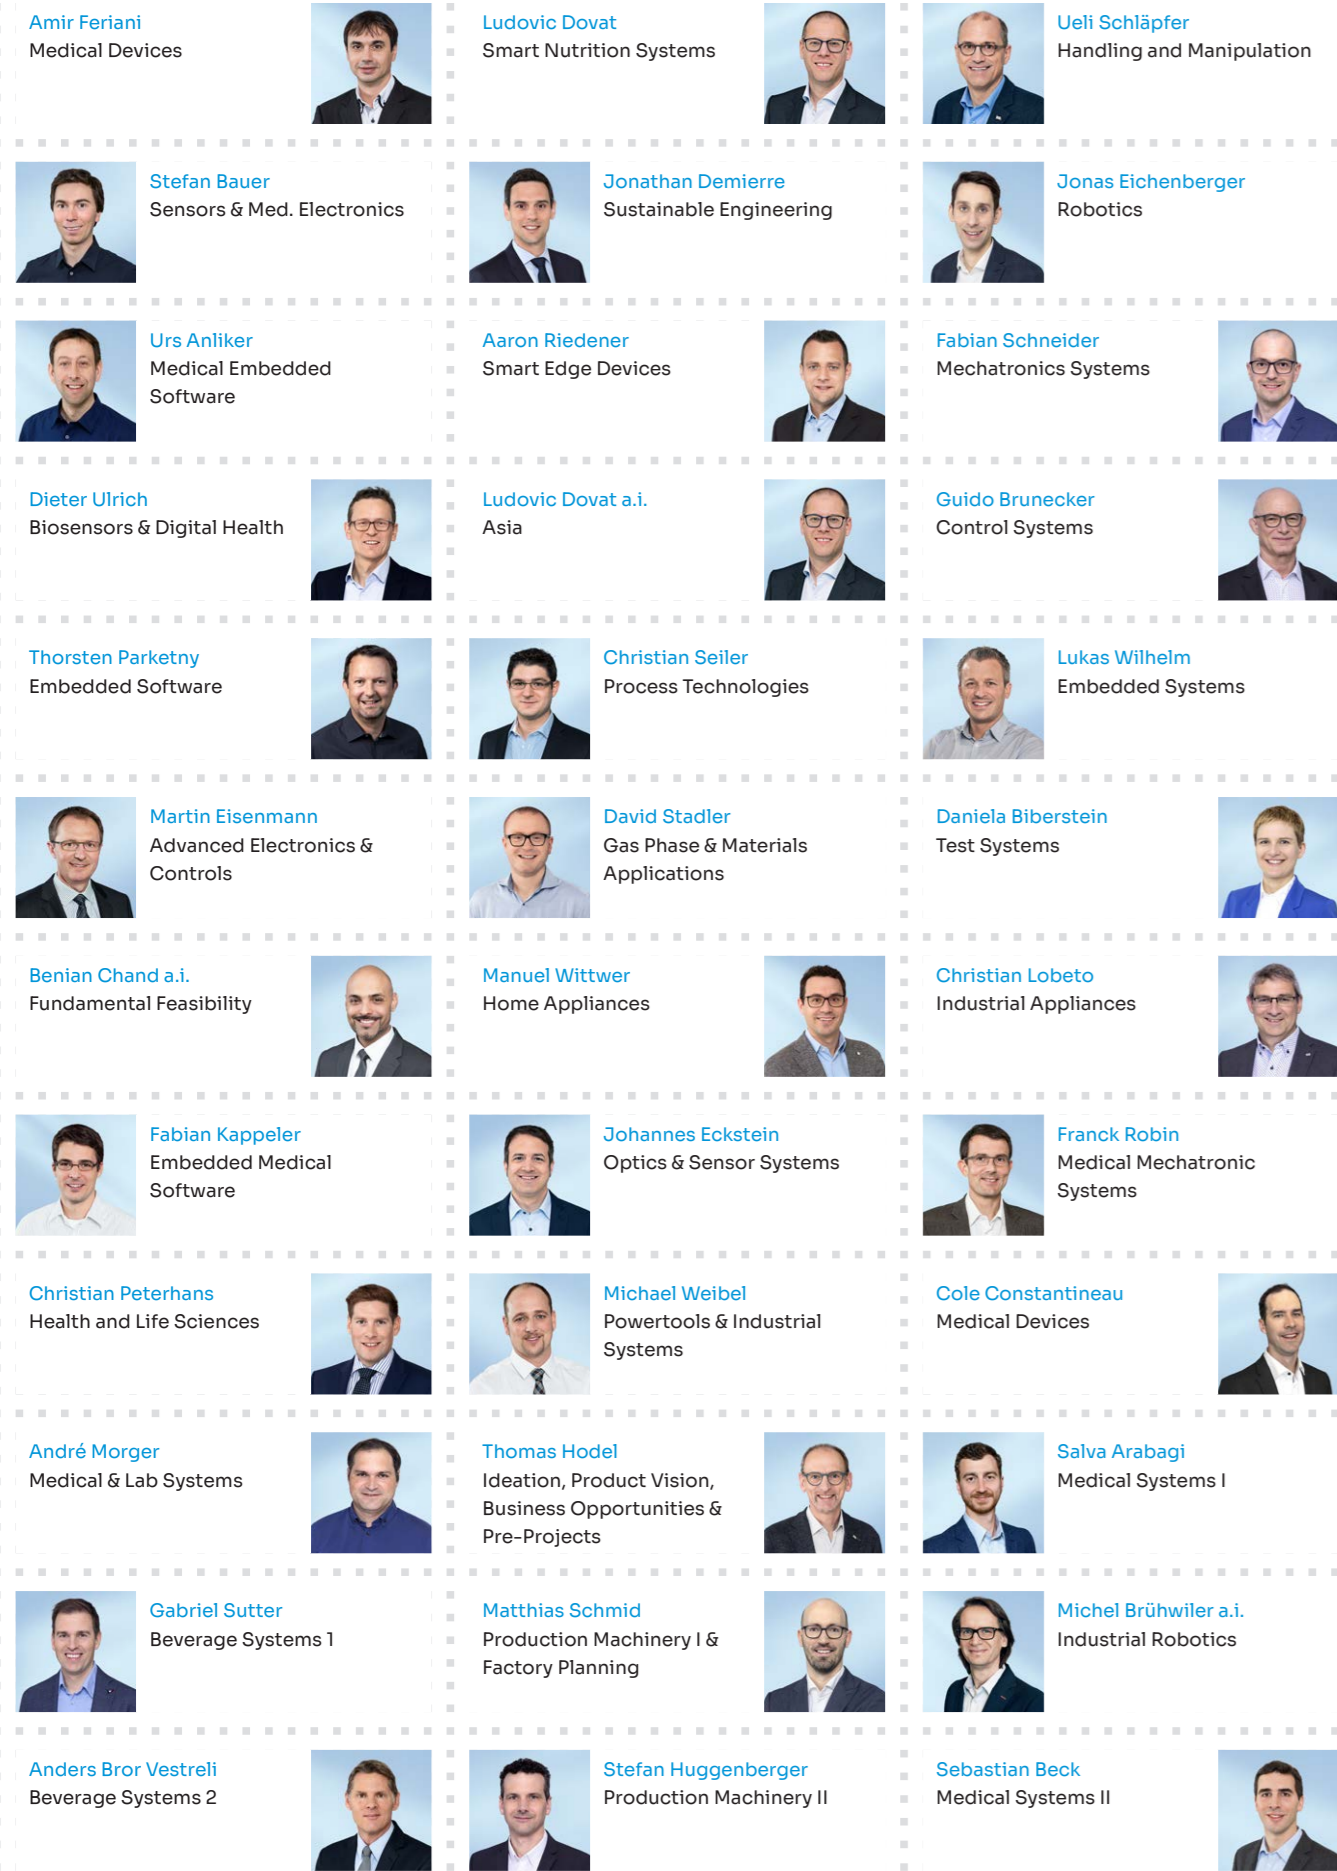 Amir Feriani
Medical Devices
Ludovic Dovat
Smart Nutrition Systems
Ueli Schläpfer
Handling and Manipulation
Stefan Bauer
Sensors & Med. Electronics
Jonathan Demierre
Sustainable Engineering
Jonas Eichenberger
Robotics
Urs Anliker
Medical Embedded
Software
Aaron Riedener
Smart Edge Devices
Fabian Schneider
Mechatronics Systems
Dieter Ulrich
Biosensors & Digital Health
Ludovic Dovat a.i.
Asia
Guido Brunecker
Control Systems
Thorsten Parketny
Embedded Software
Christian Seiler
Process Technologies
Lukas Wilhelm
Embedded Systems
Martin Eisenmann
Advanced Electronics &
Controls
David Stadler
Gas Phase & Materials
Applications
Daniela Biberstein
Test Systems
Benian Chand a.i.
Fundamental Feasibility
Manuel Wittwer
Home Appliances
Christian Lobeto
Industrial Appliances
Fabian Kappeler
Embedded Medical
Software
Johannes Eckstein
Optics & Sensor Systems
Franck Robin
Medical Mechatronic
Systems
Christian Peterhans
Health and Life Sciences
Michael Weibel
Powertools & Industrial
Systems
Cole Constantineau
Medical Devices
André Morger
Medical & Lab Systems
Thomas Hodel
Ideation, Product Vision,
Business Opportunities &
Pre-Projects
Salva Arabagi
Medical Systems I
Gabriel Sutter
Beverage Systems 1
Matthias Schmid
Production Machinery I &
Factory Planning
Michel Brühwiler a.i.
Industrial Robotics
Anders Bror Vestreli
Beverage Systems 2
Stefan Huggenberger
Production Machinery II
Sebastian Beck
Medical Systems II